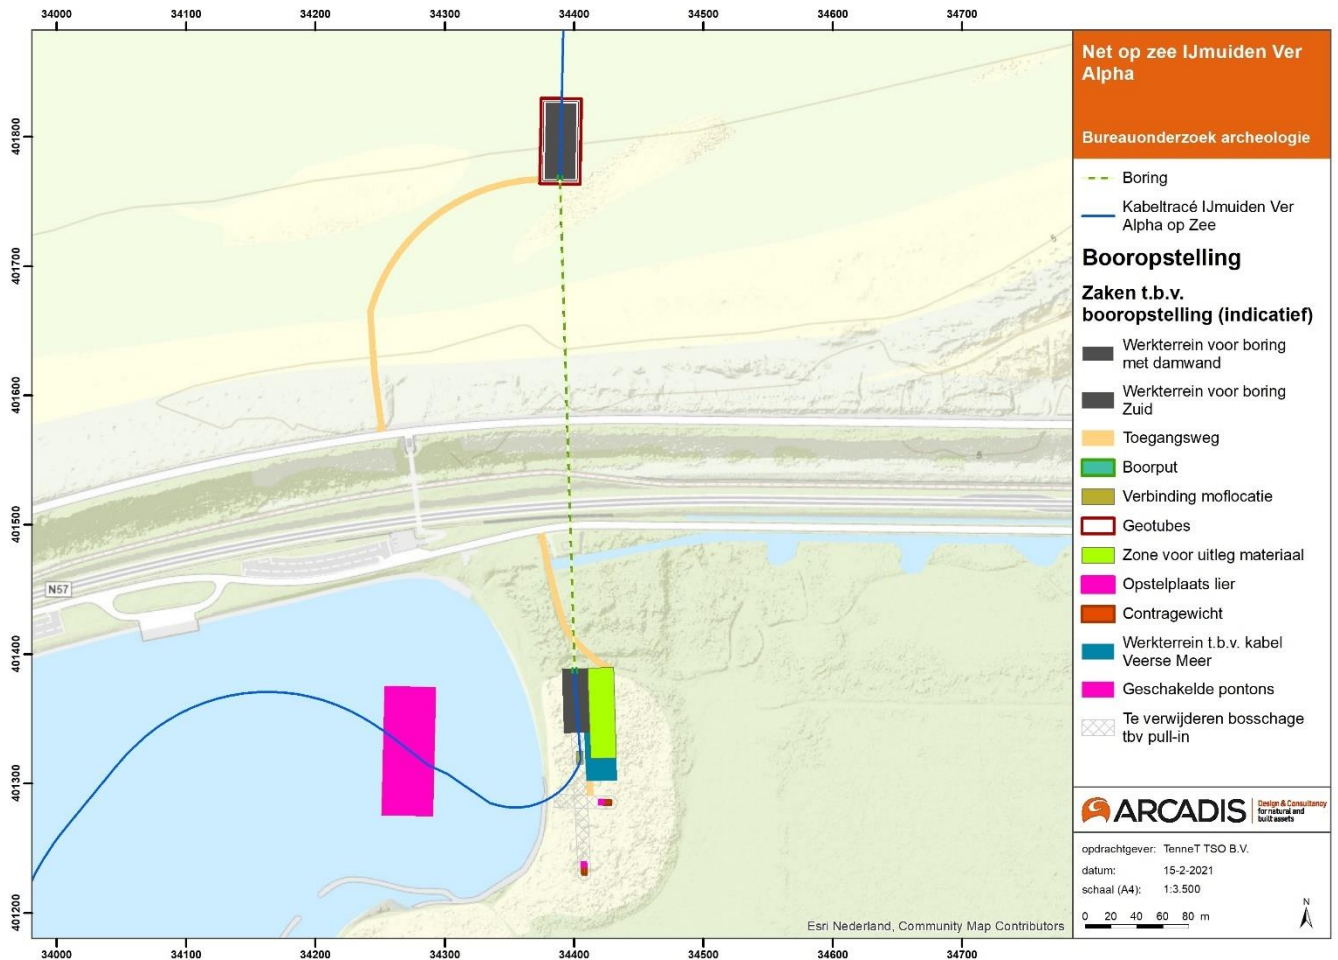 34000 34100 34200 34300 34400 34500 34600 34700
401800
401700
401600
401500
401400
401300
401200
N57
5
5
Esri Nederland, Community Map Contributors
34000 34100 34200 34300 34400 34500 34600 34700
Net op zee IJmuiden Ver
Alpha
Bureauonderzoek archeologie
Boring
Kabeltracé IJmuiden Ver
Alpha op Zee
Booropstelling
Zaken t.b.v.
booropstelling (indicatief)
Werkterrein voor boring
met damwand
Werkterrein voor boring
Zuid
Toegangsweg
Boorput
Verbinding moflocatie
Geotubes
Zone voor uitleg materiaal
Opstelplaats lier
Contragewicht
Werkterrein t.b.v. kabel
Veerse Meer
Geschakelde pontons
Te verwijderen bosschage
tbv pull-in
ARCADIS
Design & Consultancy
for natural and
built assets
opdrachtgever: TenneT TSO B.V.
datum: 15-2-2021
schaal (A4): 1:3.500
0 20 40 60 80 m
N